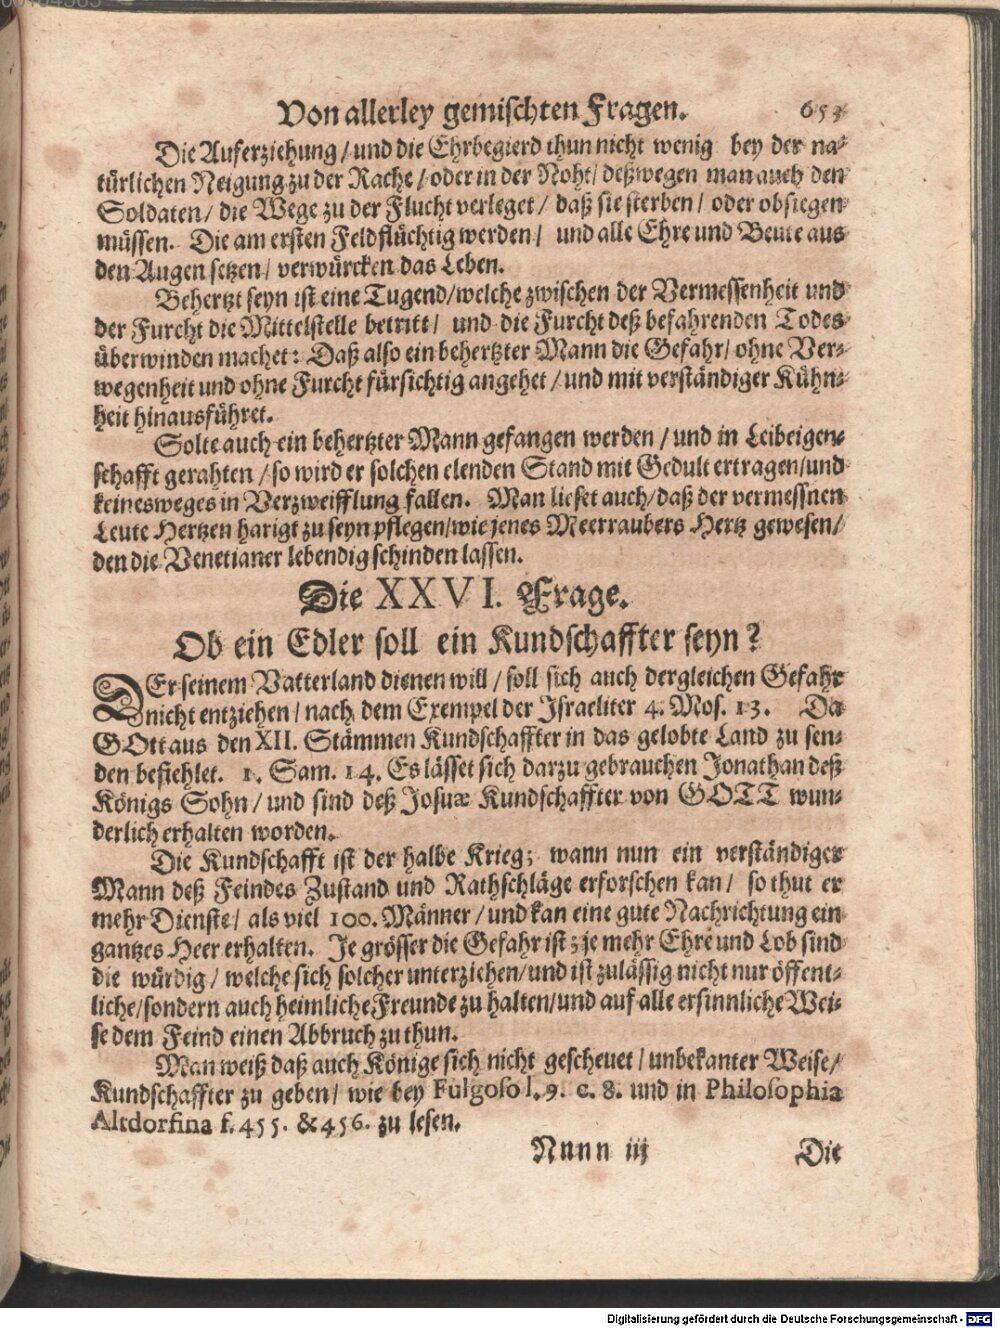 Von allerley gemischten Fragen. 653
Die Auferziehung / und die Ehrbegierd thun nicht wenig bey der na-
türlichen Neigung zu der Rache / oder in der Noht / deßwegen man auch den
Soldaten / die Wege zu der Flucht verleget / daß sie sterben / oder obsiegen
müssen. Die am ersten Feldflüchtig werden / und alle Ehre und Beute aus
den Augen setzen / verwürcken das Leben.
Behertzt seyn ist eine Tugend / welche zwischen der Vermessenheit und
der Furcht die Mittelstelle betritt / und die Furcht deß befahrenden Todes
überwinden machet: Daß also ein behertzter Mann die Gefahr / ohne Ver-
wegenheit und ohne Furcht fürsichtig angehet / und mit verständiger Kühn-
heit hinausführet.
Solte auch ein behertzter Mann gefangen werden / und in Leibeigen-
schafft gerahten / so wird er solchen elenden Stand mit Gedult ertragen / und
keinesweges in Verzweifflung fallen. Man lieset auch / daß der vermessnen
Leute Hertzen harigt zu seyn pflegen / wie jenes Meerraubers Hertz gewesen /
den die Venetianer lebendig schinden lassen.
Die XXVI. Frage.
Ob ein Edler soll ein Kundschaffter seyn?
DEr seinem Vatterland dienen will / soll sich auch dergleichen Gefahr
nicht entziehen / nach dem Exempel der Israeliter 4. Mos. 13. Da
GOtt aus den XII. Stämmen Kundschaffter in das gelobte Land zu sen-
den befiehlet. 1. Sam. 14. Es lässet sich darzu gebrauchen Jonathan deß
Königs Sohn / und sind deß Josuæ Kundschaffter von GOTT wun-
derlich erhalten worden.
Die Kundschafft ist der halbe Krieg; wann nun ein verständiger
Mann deß Feindes Zustand und Rathschläge erforschen kan / so thut er
mehr Dienste / als viel 100. Männer / und kan eine gute Nachrichtung ein
gantzes Heer erhalten. Je grösser die Gefahr ist; je mehr Ehre und Lob sind
die würdig / welche sich solcher unterziehen / und ist zulässig nicht nur öffent-
liche / sondern auch heimliche Freunde zu halten / und auf alle ersinnliche Wei-
se dem Feind einen Abbruch zu thun.
Man weiß daß auch Könige sich nicht gescheuet / unbekanter Weise /
Kundschaffter zu geben / wie bey Fulgoso l. 9. c. 8. und in Philosophia
Altdorfina f. 455. & 456. zu lesen.
Nnnn iij Die
Digitalisierung gefördert durch die Deutsche Forschungsgemeinschaft - DFG